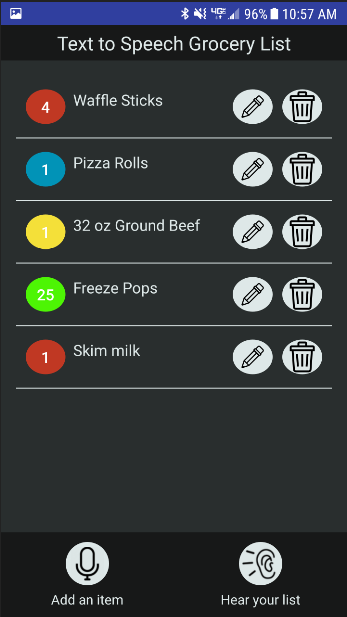 4GE 96% 10:57 AM
Text to Speech Grocery List
4 Waffle Sticks
1 Pizza Rolls
1 32 oz Ground Beef
25 Freeze Pops
1 Skim milk
Add an item Hear your list